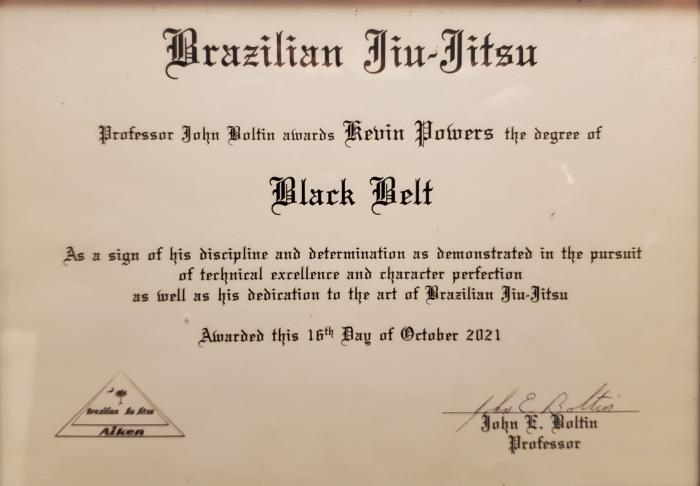 Brazilian Jiu-Jitsu
Professor John Boltin awards Kevin Powers the degree of
Black Belt
As a sign of his discipline and determination as demonstrated in the pursuit
of technical excellence and character perfection
as well as his dedication to the art of Brazilian Jiu-Jitsu
Awarded this 16th Day of October 2021
Brazilian Jiu Jitsu
Aiken
John E Boltin
John E. Boltin
Professor